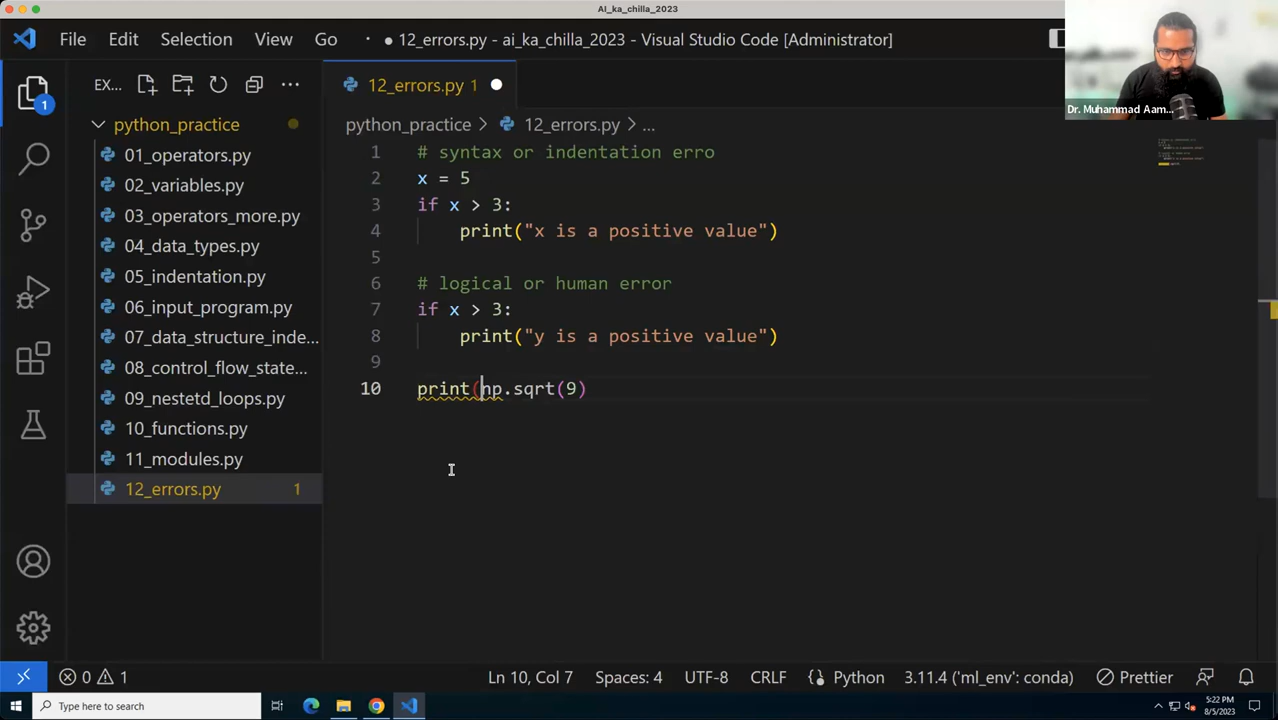 AI_ka_chilla_2023
File Edit Selection View Go ● 12_errors.py - ai_ka_chilla_2023 - Visual Studio Code [Administrator]
Dr. Muhammad Aam...
1
EX...
12_errors.py 1
python_practice
01_operators.py
02_variables.py
03_operators_more.py
04_data_types.py
05_indentation.py
06_input_program.py
07_data_structure_inde...
08_control_flow_state...
09_nestetd_loops.py
10_functions.py
11_modules.py
12_errors.py 1
python_practice > 12_errors.py > ...
1 # syntax or indentation erro
2 x = 5
3 if x > 3:
4 print("x is a positive value")
5
6 # logical or human error
7 if x > 3:
8 print("y is a positive value")
9
10 print(np.sqrt(9)
0 1 Ln 10, Col 7 Spaces: 4 UTF-8 CRLF Python 3.11.4 ('ml_env': conda) Prettier
Type here to search
5:22 PM
8/5/2023